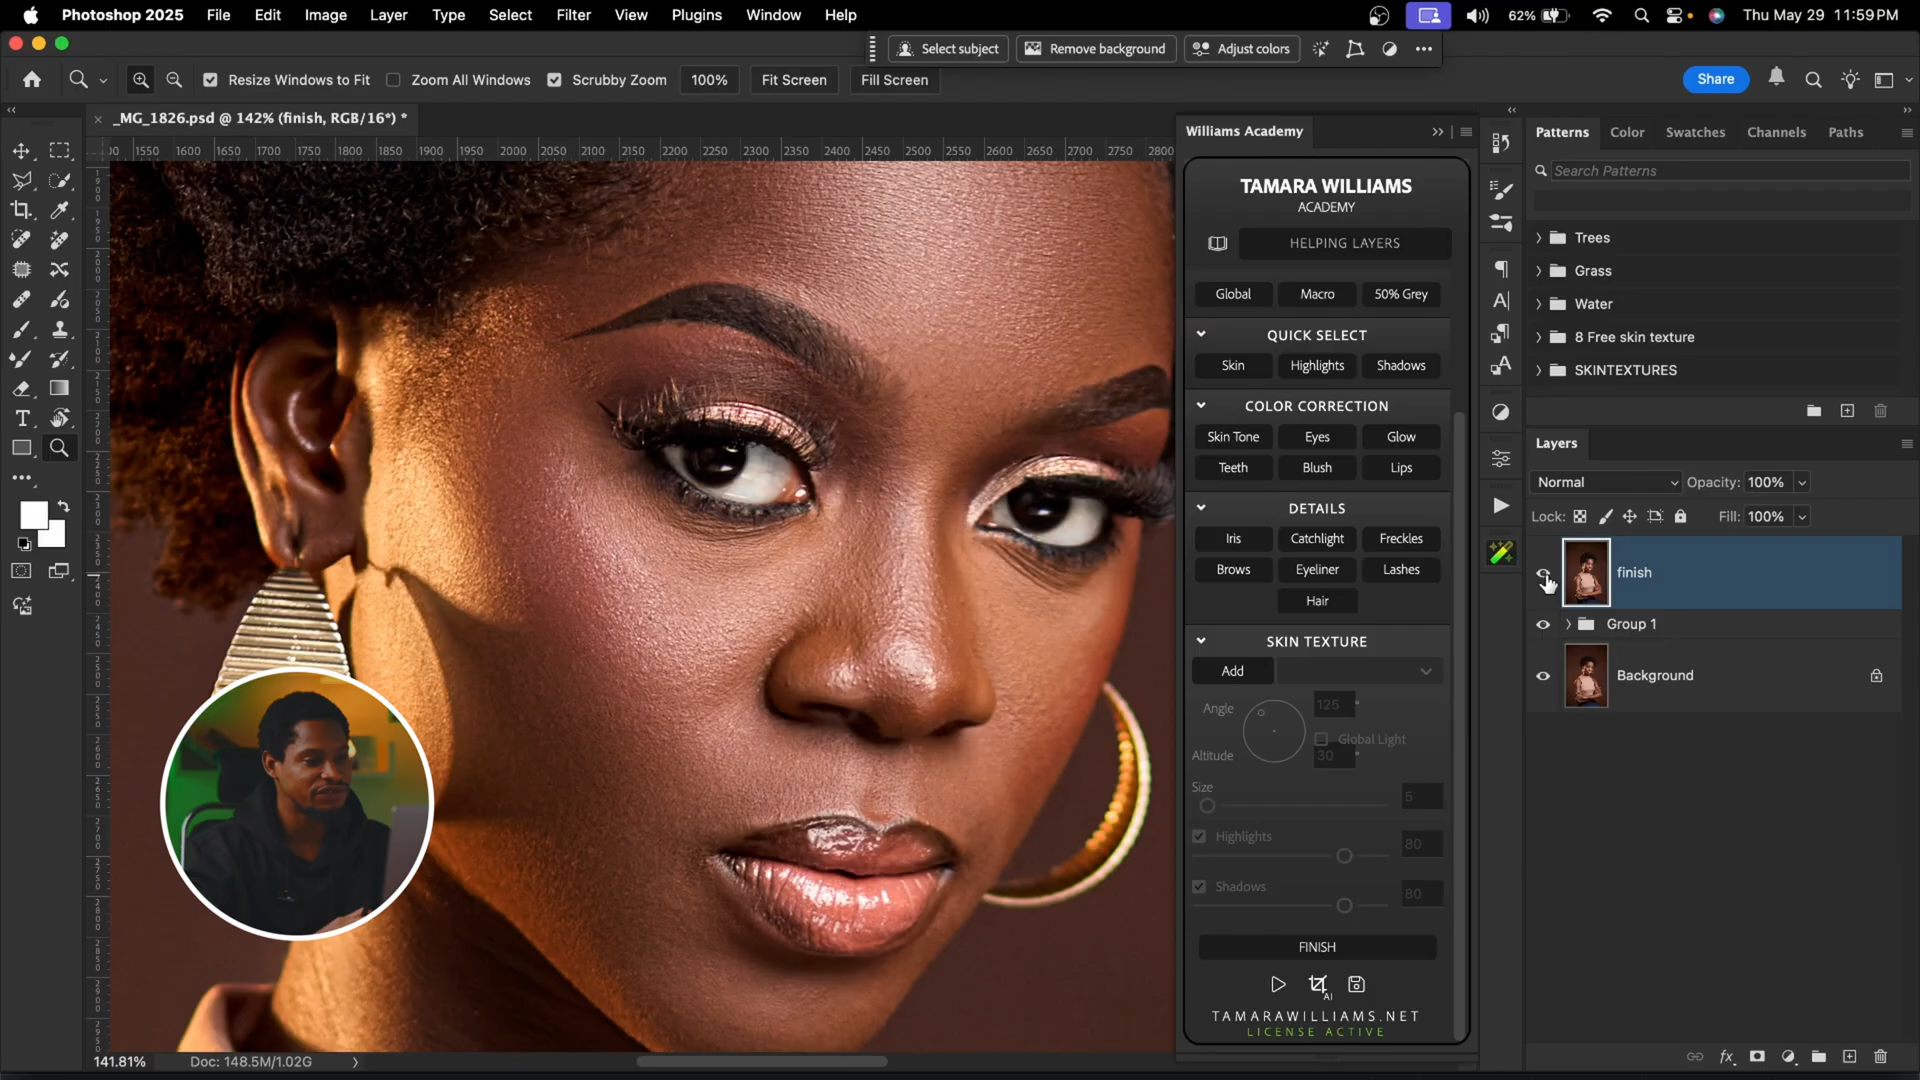 Photoshop 2025 File Edit Image Layer Type Select Filter View Plugins Window Help 62% Thu May 29 11:59 PM
Select subject Remove background Adjust colors
Resize Windows to Fit Zoom All Windows Scrubby Zoom 100% Fit Screen Fill Screen Share
_MG_1826.psd @ 142% (finish, RGB/16*) *
1550 1600 1650 1700 1750 1800 1850 1900 1950 2000 2050 2100 2150 2200 2250 2300 2350 2400 2450 2500 2550 2600 2650 2700 2750 2800
Williams Academy
TAMARA WILLIAMS
ACADEMY
HELPING LAYERS
Global Macro 50% Grey
QUICK SELECT
Skin Highlights Shadows
COLOR CORRECTION
Skin Tone Eyes Glow
Teeth Blush Lips
DETAILS
Iris Catchlight Freckles
Brows Eyeliner Lashes
Hair
SKIN TEXTURE
Add
Angle 125 °
Global Light
Altitude 30 °
Size
5
Highlights 80
Shadows 80
FINISH
AI
TAMARAWILLIAMS.NET
LICENSE ACTIVE
Patterns Color Swatches Channels Paths
Search Patterns
Trees
Grass
Water
8 Free skin texture
SKINTEXTURES
Layers
Normal Opacity: 100%
Lock: Fill: 100%
finish
Group 1
Background
fx
141.81% Doc: 148.5M/1.02G